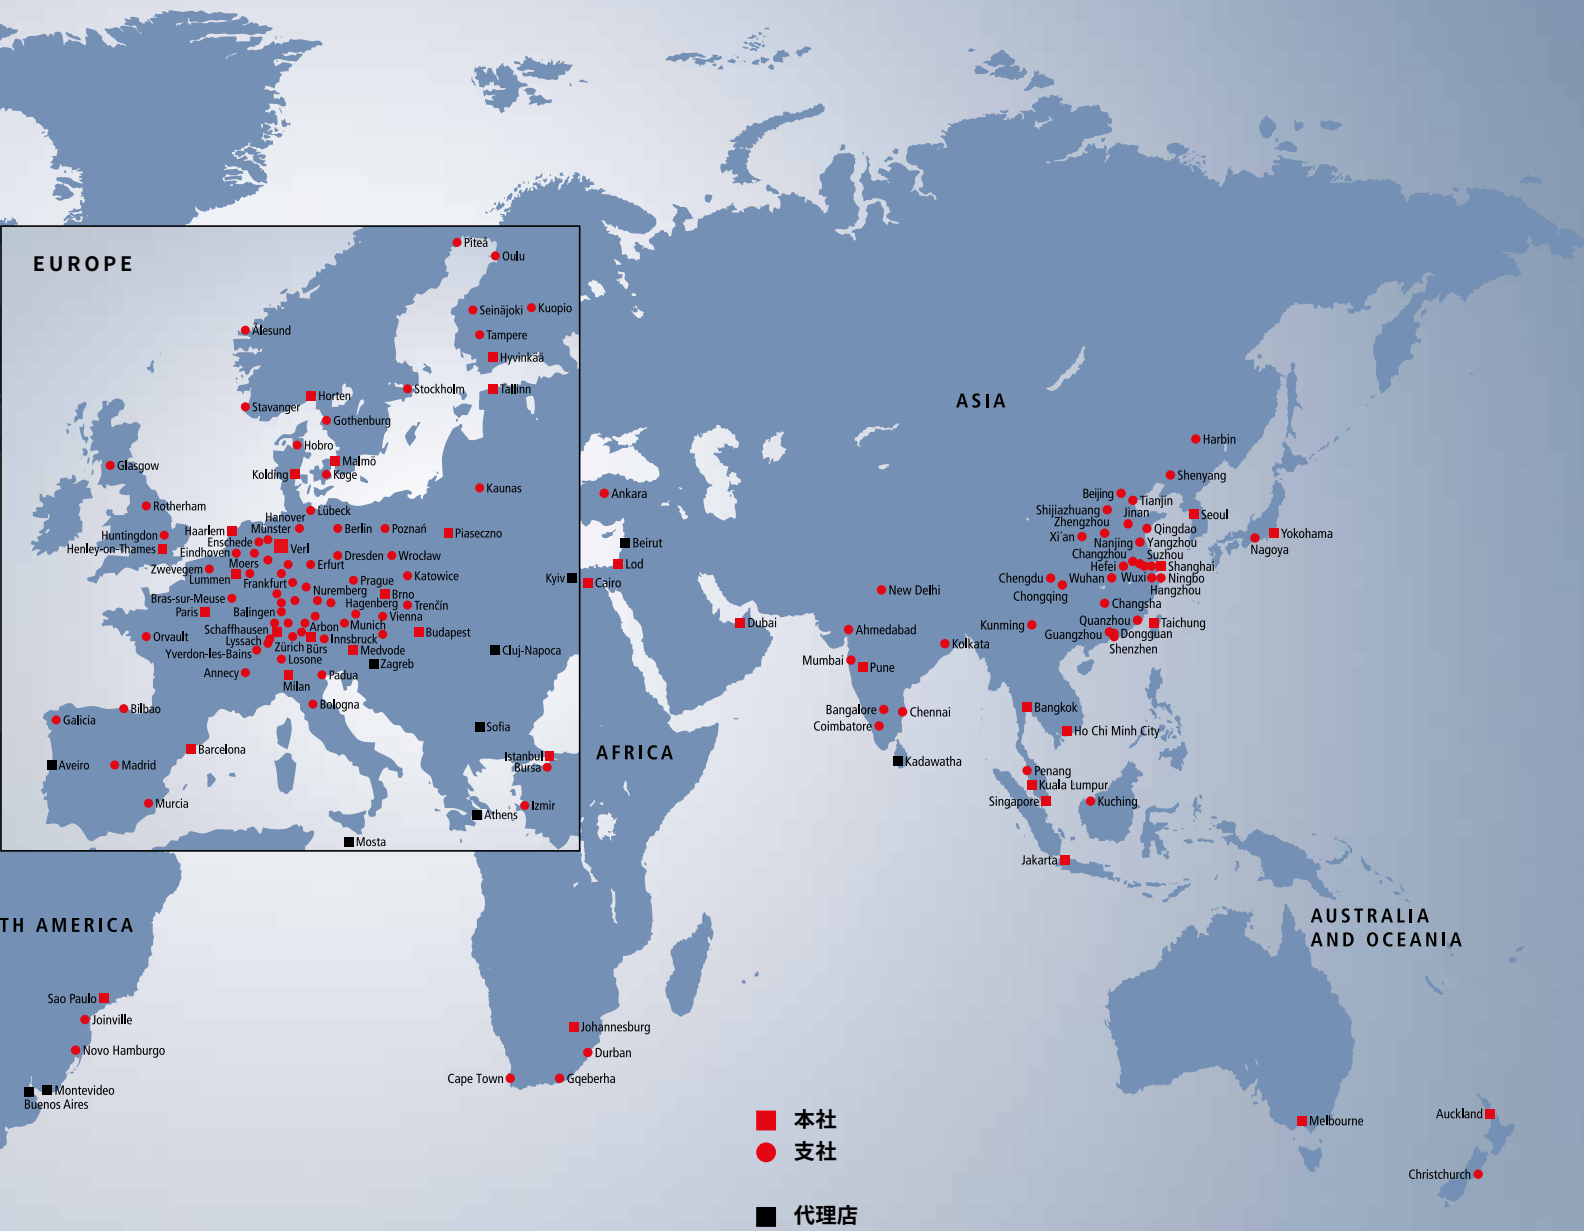 EUROPE
Piteå
Oulu
Seinäjoki
Kuopio
Ålesund
Tampere
Hyvinkää
Horten
Stockholm
Tallinn
Stavanger
Gothenburg
Hobro
Malmö
Glasgow
Kolding
Køge
Kaunas
Rotherham
Lübeck
Hanover
Huntingdon
Haarlem
Münster
Berlin
Poznań
Piaseczno
Henley-on-Thames
Enschede
Verl
Eindhoven
Dresden
Wrocław
Moers
Erfurt
Zwevegem
Lummen
Frankfurt
Prague
Katowice
Kyiv
Nuremberg
Brno
Bras-sur-Meuse
Hagenberg
Trenčín
Paris
Balingen
Vienna
Schaffhausen
Arbon
Munich
Budapest
Orvault
Lyssach
Zürich
Bürs
Innsbruck
Yverdon-les-Bains
Medvode
Cluj-Napoca
Losone
Zagreb
Annecy
Milan
Padua
Bologna
Bilbao
Galicia
Sofia
Barcelona
Istanbul
Aveiro
Madrid
Bursa
Murcia
Izmir
Athens
Mosta
ASIA
Harbin
Shenyang
Ankara
Beijing
Tianjin
Shijiazhuang
Jinan
Seoul
Zhengzhou
Qingdao
Yokohama
Xi'an
Nanjing
Yangzhou
Nagoya
Beirut
Changzhou
Suzhou
Lod
Hefei
Shanghai
Cairo
Chengdu
Wuhan
Wuxi
Ningbo
New Delhi
Chongqing
Hangzhou
Changsha
Dubai
Ahmedabad
Kunming
Quanzhou
Taichung
Guangzhou
Dongguan
Kolkata
Shenzhen
Mumbai
Pune
Bangalore
Chennai
Bangkok
Coimbatore
Ho Chi Minh City
AFRICA
Kadawatha
Penang
Kuala Lumpur
Singapore
Kuching
Jakarta
TH AMERICA
AUSTRALIA
AND OCEANIA
Sao Paulo
Joinville
Johannesburg
Novo Hamburgo
Durban
Cape Town
Gqeberha
Montevideo
Buenos Aires
Melbourne
Auckland
Christchurch
本社
支社
代理店